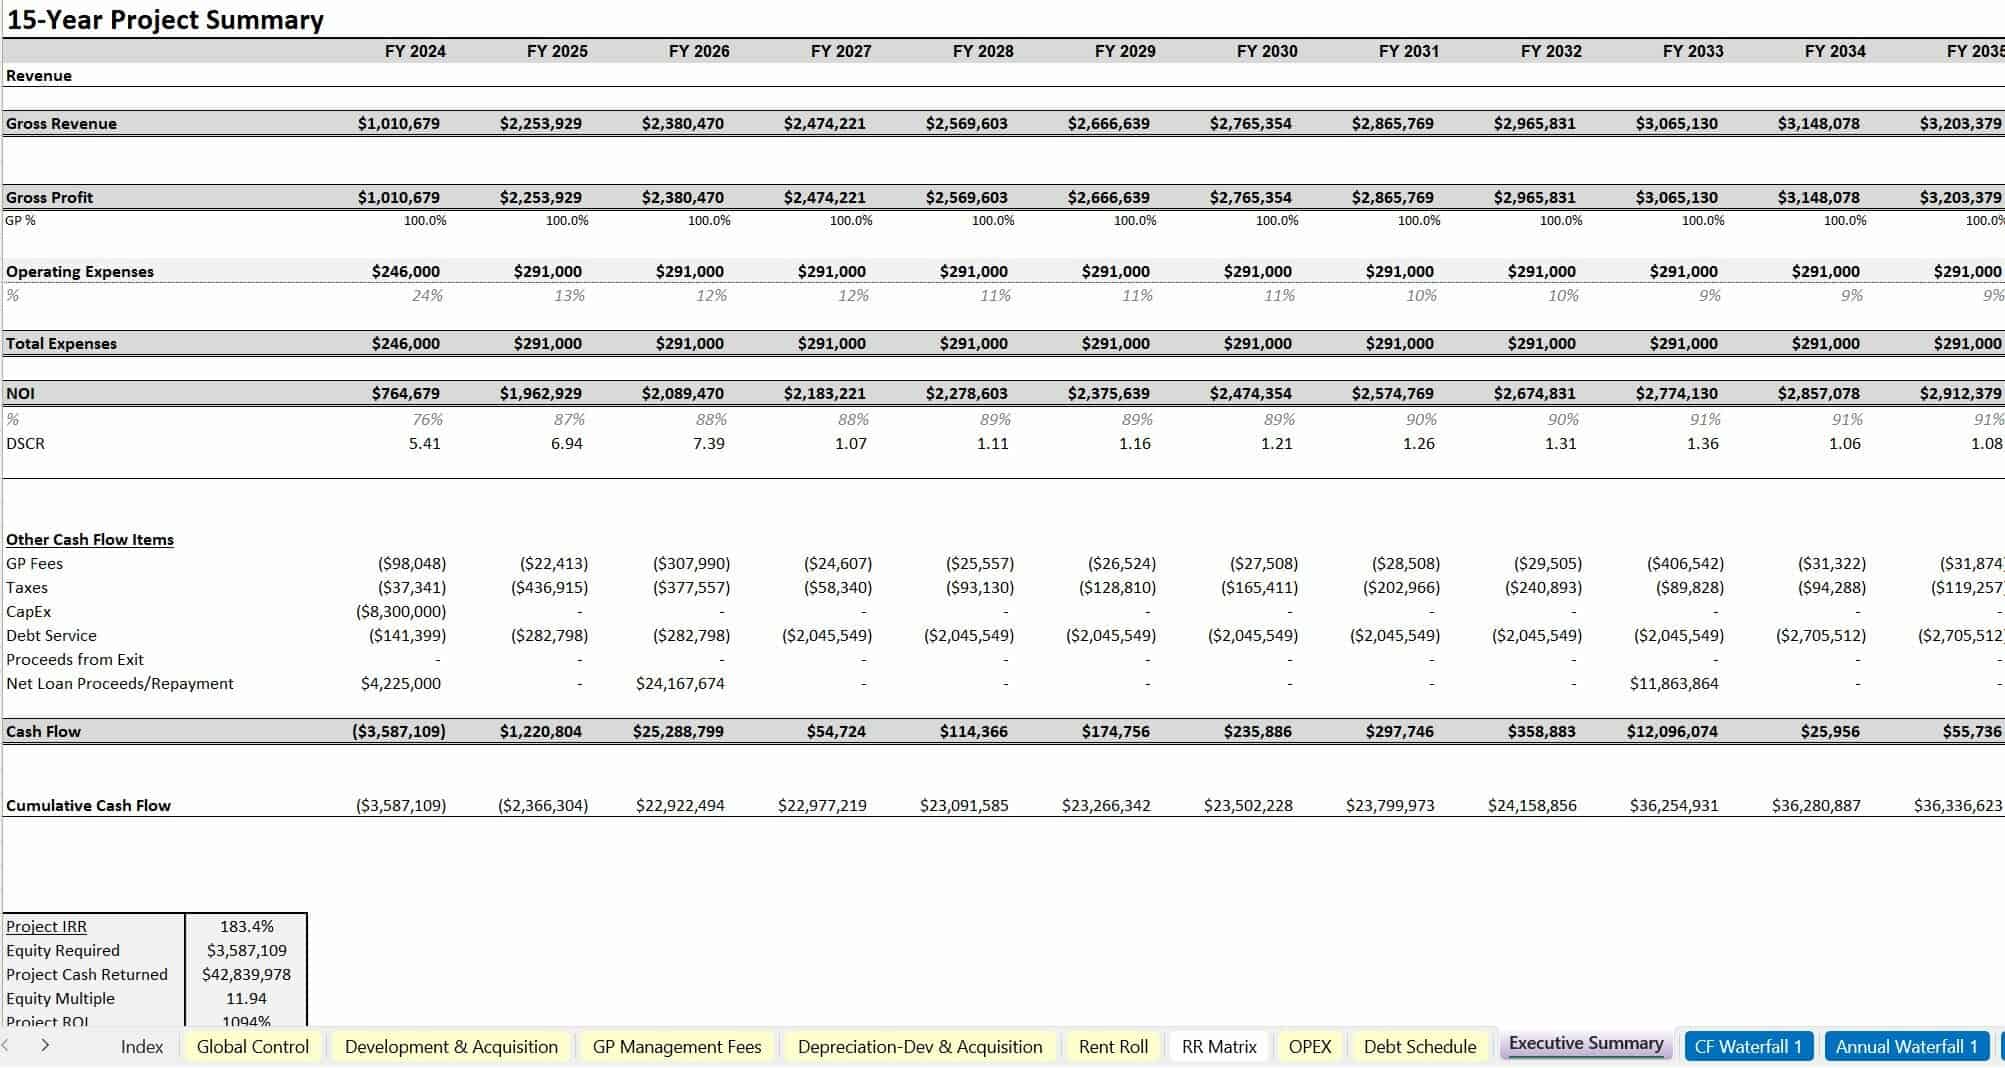 15-Year Project Summary
FY 2024 FY 2025 FY 2026 FY 2027 FY 2028 FY 2029 FY 2030 FY 2031 FY 2032 FY 2033 FY 2034 FY 2035
Revenue
Gross Revenue $1,010,679 $2,253,929 $2,380,470 $2,474,221 $2,569,603 $2,666,639 $2,765,354 $2,865,769 $2,965,831 $3,065,130 $3,148,078 $3,203,379
Gross Profit $1,010,679 $2,253,929 $2,380,470 $2,474,221 $2,569,603 $2,666,639 $2,765,354 $2,865,769 $2,965,831 $3,065,130 $3,148,078 $3,203,379
GP % 100.0% 100.0% 100.0% 100.0% 100.0% 100.0% 100.0% 100.0% 100.0% 100.0% 100.0% 100.0%
Operating Expenses $246,000 $291,000 $291,000 $291,000 $291,000 $291,000 $291,000 $291,000 $291,000 $291,000 $291,000 $291,000
% 24% 13% 12% 12% 11% 11% 11% 10% 10% 9% 9% 9%
Total Expenses $246,000 $291,000 $291,000 $291,000 $291,000 $291,000 $291,000 $291,000 $291,000 $291,000 $291,000 $291,000
NOI $764,679 $1,962,929 $2,089,470 $2,183,221 $2,278,603 $2,375,639 $2,474,354 $2,574,769 $2,674,831 $2,774,130 $2,857,078 $2,912,379
% 76% 87% 88% 88% 89% 89% 89% 90% 90% 91% 91% 91%
DSCR 5.41 6.94 7.39 1.07 1.11 1.16 1.21 1.26 1.31 1.36 1.06 1.08
Other Cash Flow Items
GP Fees ($98,048) ($22,413) ($307,990) ($24,607) ($25,557) ($26,524) ($27,508) ($28,508) ($29,505) ($406,542) ($31,322) ($31,874)
Taxes ($37,341) ($436,915) ($377,557) ($58,340) ($93,130) ($128,810) ($165,411) ($202,966) ($240,893) ($89,828) ($94,288) ($119,257)
CapEx ($8,300,000) - - - - - - - - - - -
Debt Service ($141,399) ($282,798) ($282,798) ($2,045,549) ($2,045,549) ($2,045,549) ($2,045,549) ($2,045,549) ($2,045,549) ($2,045,549) ($2,705,512) ($2,705,512)
Proceeds from Exit - - - - - - - - - - - -
Net Loan Proceeds/Repayment $4,225,000 - $24,167,674 - - - - - - $11,863,864 - -
Cash Flow ($3,587,109) $1,220,804 $25,288,799 $54,724 $114,366 $174,756 $235,886 $297,746 $358,883 $12,096,074 $25,956 $55,736
Cumulative Cash Flow ($3,587,109) ($2,366,304) $22,922,494 $22,977,219 $23,091,585 $23,266,342 $23,502,228 $23,799,973 $24,158,856 $36,254,931 $36,280,887 $36,336,623
Project IRR 183.4%
Equity Required $3,587,109
Project Cash Returned $42,839,978
Equity Multiple 11.94
Project ROI 1094%
Index Global Control Development & Acquisition GP Management Fees Depreciation-Dev & Acquisition Rent Roll RR Matrix OPEX Debt Schedule Executive Summary CF Waterfall 1 Annual Waterfall 1